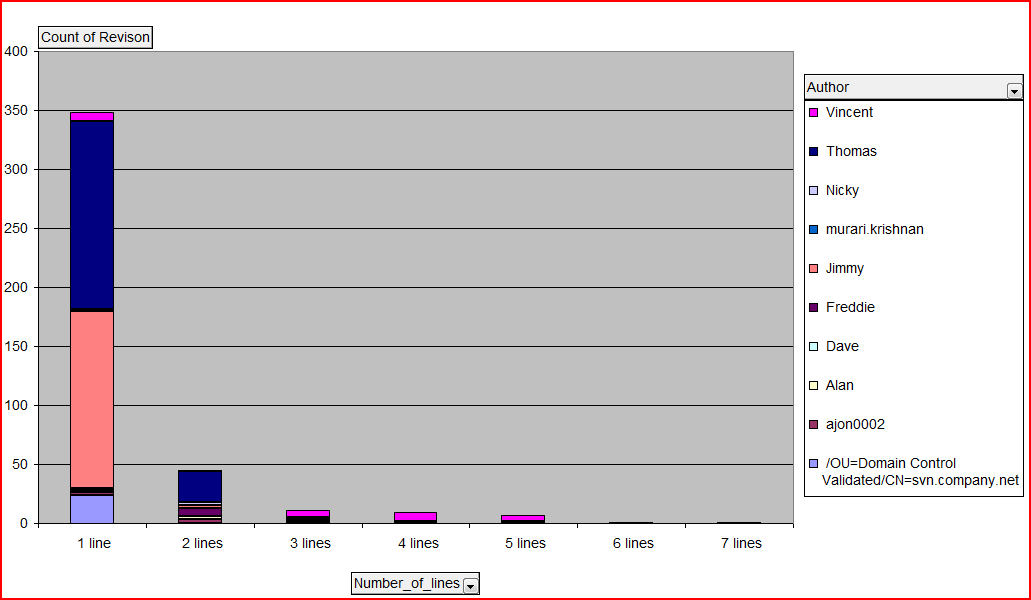 Count of Revison
400
350
300
250
200
150
100
50
0
1 line
2 lines
3 lines
4 lines
5 lines
6 lines
7 lines
Number_of_lines
Author
Vincent
Thomas
Nicky
murari.krishnan
Jimmy
Freddie
Dave
Alan
ajon0002
/OU=Domain Control
Validated/CN=svn.company.net